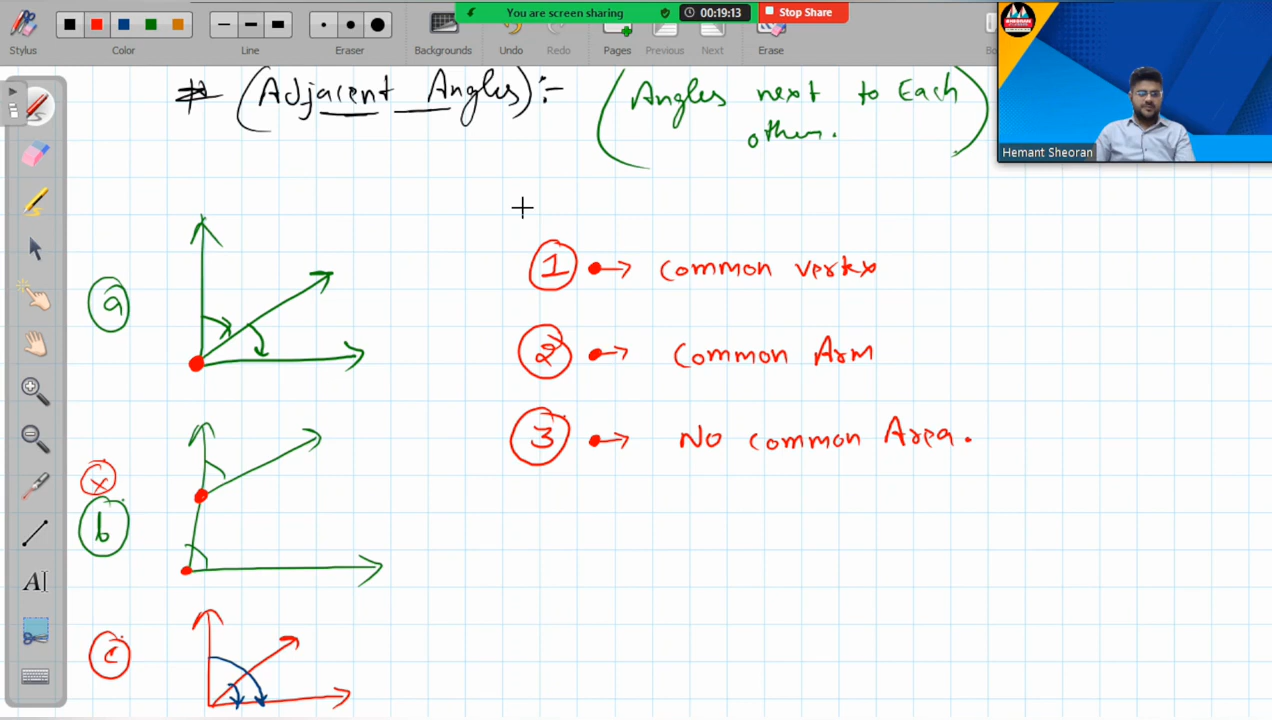 You are screen sharing
00:19:13
Stop Share
Stylus
Color
Line
Eraser
Backgrounds
Undo
Redo
Pages
Previous
Next
Erase
Hemant Sheoran
# (Adjacent Angles) :-
(Angles next to Each
other.)
1 → Common vertx
a
2 → Common Arm
3 → No common Area.
x
b
c
AI